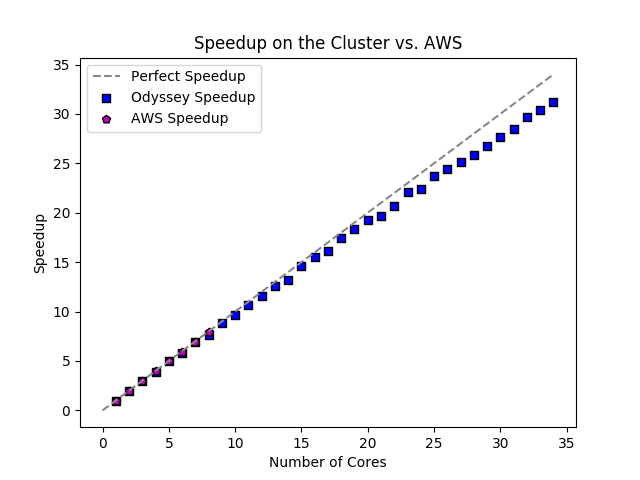 Speedup on the Cluster vs. AWS
Perfect Speedup
Odyssey Speedup
AWS Speedup
35
30
25
20
15
10
5
0
Speedup
0 5 10 15 20 25 30 35
Number of Cores